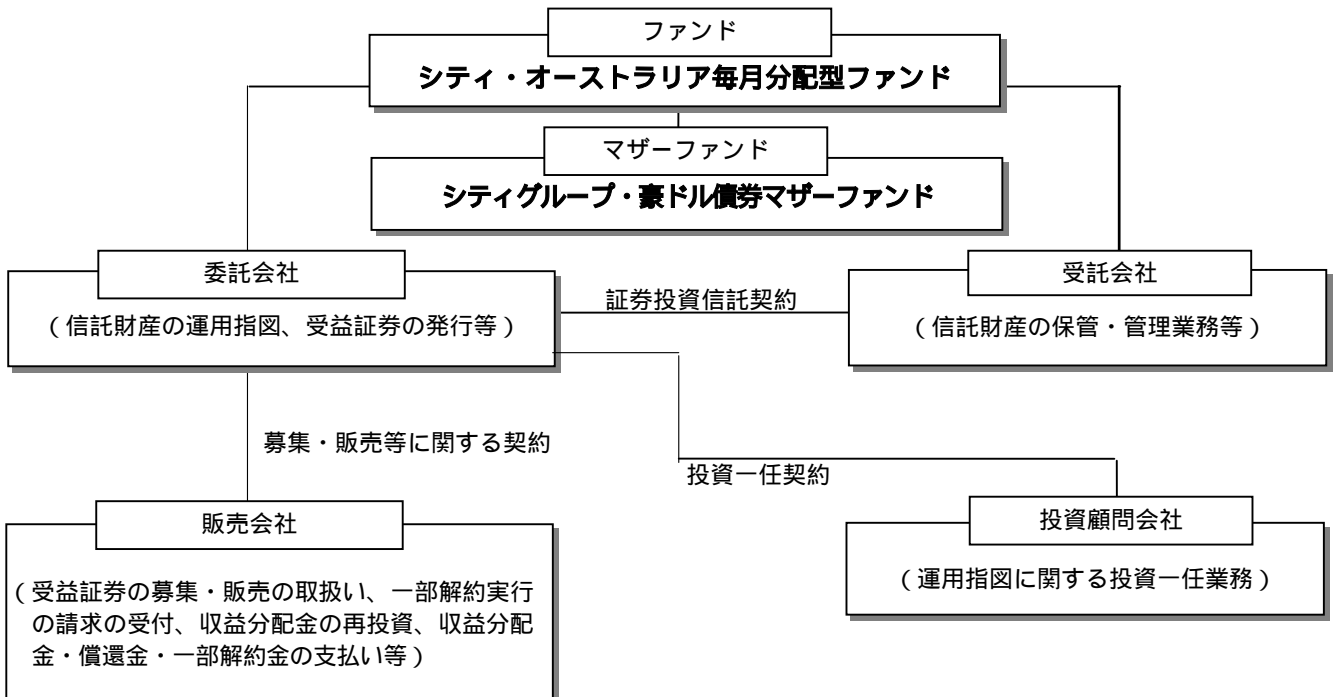 ファンド
シティ・オーストラリア毎月分配型ファンド
マザーファンド
シティグループ・豪ドル債券マザーファンド
委託会社
（信託財産の運用指図、受益証券の発行等）
証券投資信託契約
受託会社
（信託財産の保管・管理業務等）
募集・販売等に関する契約
投資一任契約
販売会社
（受益証券の募集・販売の取扱い、一部解約実行
の請求の受付、収益分配金の再投資、収益分配
金・償還金・一部解約金の支払い等）
投資顧問会社
（運用指図に関する投資一任業務）